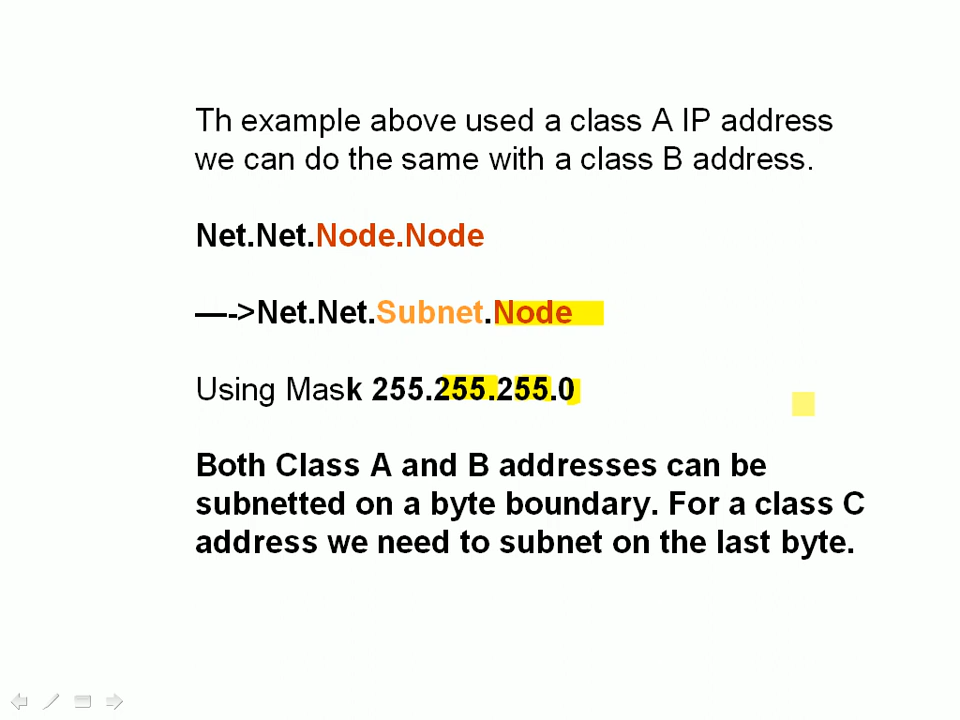 Th example above used a class A IP address
we can do the same with a class B address.
Net.Net.Node.Node
—->Net.Net.Subnet.Node
Using Mask 255.255.255.0
Both Class A and B addresses can be
subnetted on a byte boundary. For a class C
address we need to subnet on the last byte.